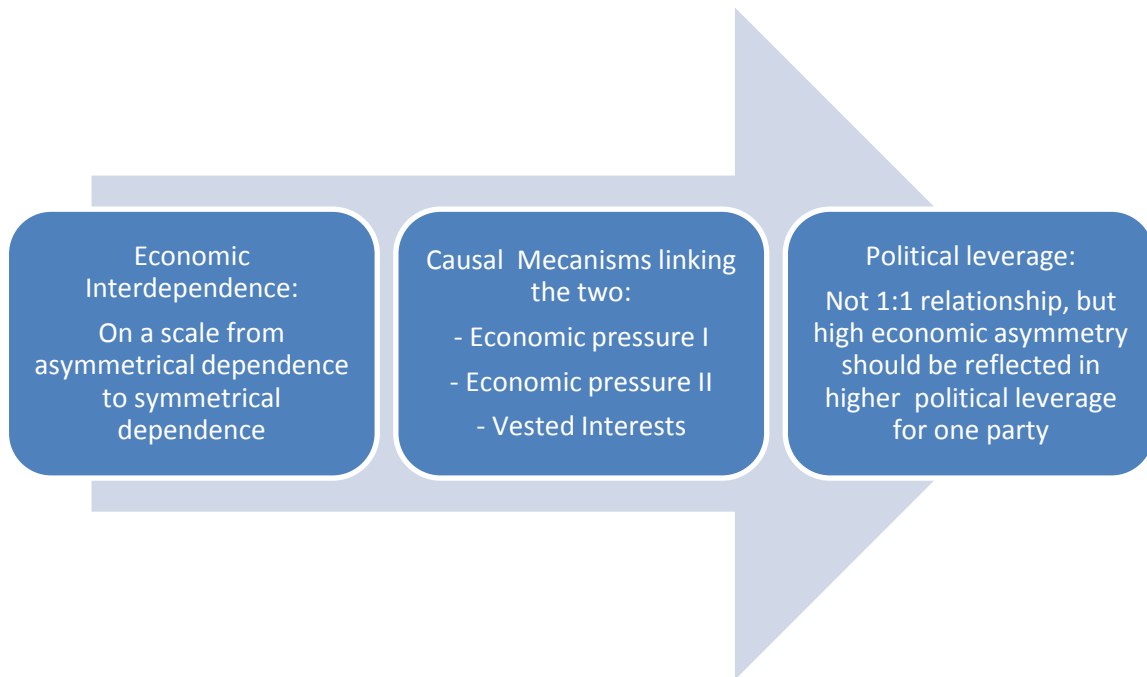 Economic
Interdependence:
On a scale from
asymmetrical dependence
to symmetrical
dependence
Causal  Mecanisms linking
the two:
- Economic pressure I
- Economic pressure II
- Vested Interests
Political leverage:
Not 1:1 relationship, but
high economic asymmetry
should be reflected in
higher  political leverage
for one party